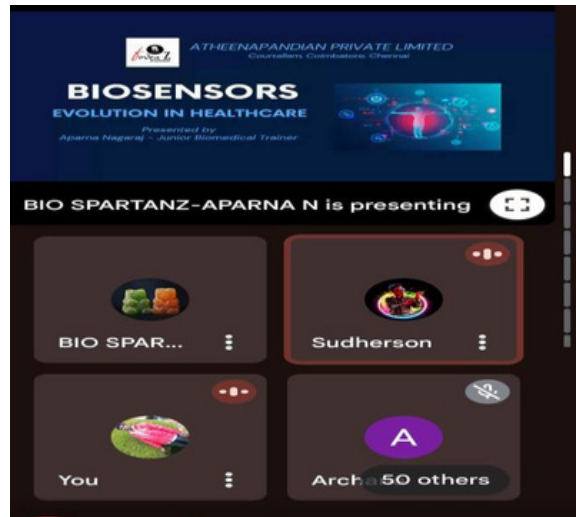 ATHEENAPANDIAN PRIVATE LIMITED
Courtallam, Coimbatore, Chennai
BIOSENSORS
EVOLUTION IN HEALTHCARE
Presented by
Aparna Nagaraj - Junior Biomedical Trainer
BIO SPARTANZ-APARNA N is presenting
BIO SPAR...
Sudherson
You
A
Arch
50 others